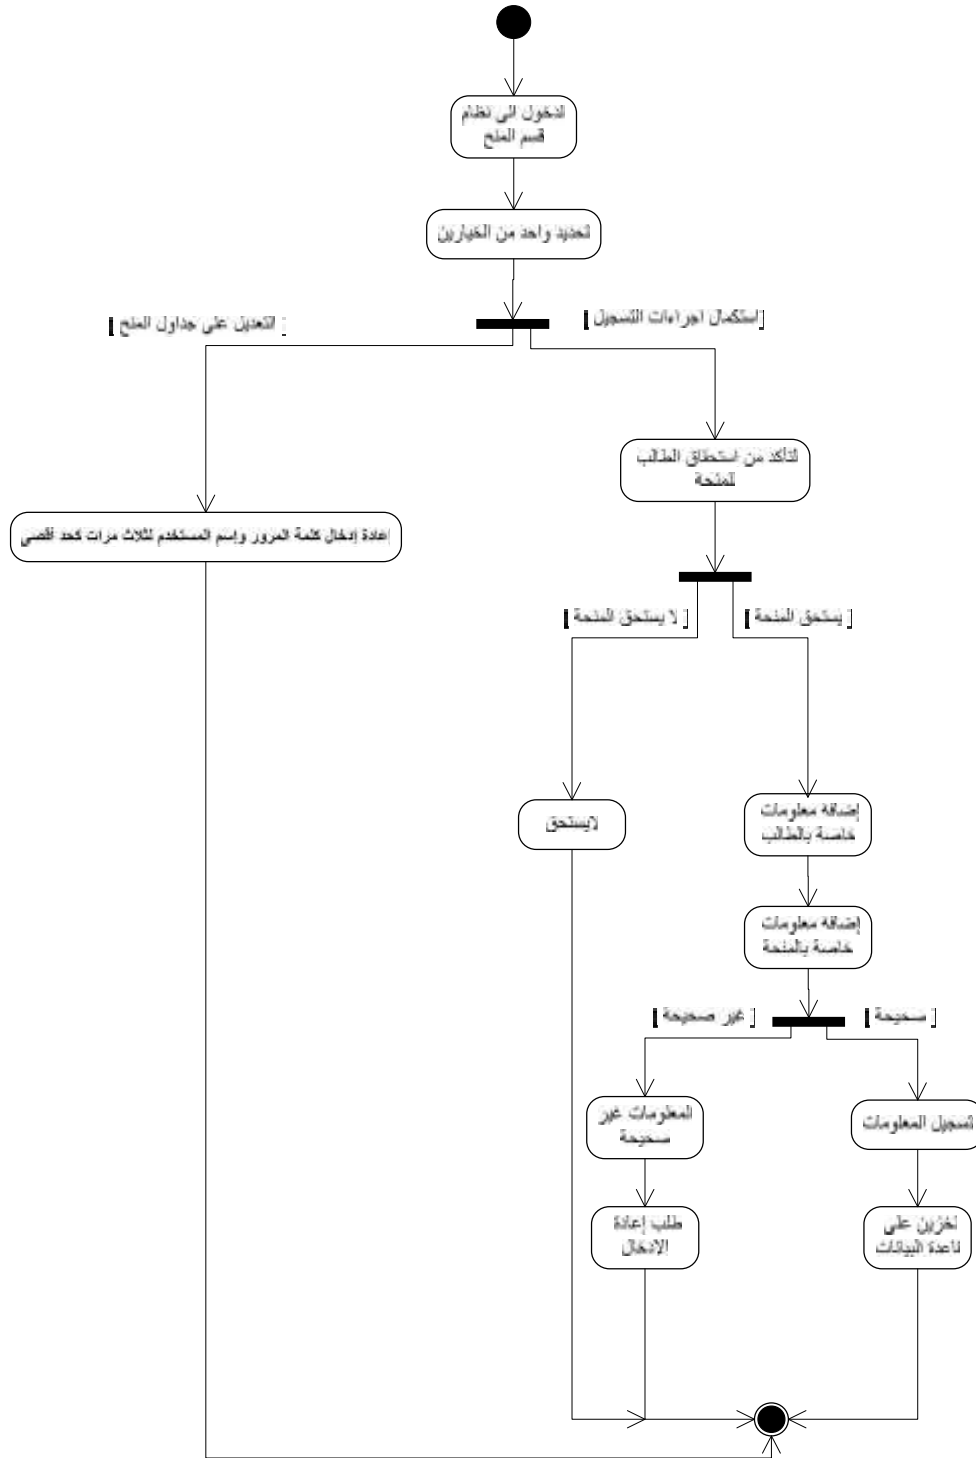 لدخول الى نظام
قسم المنح
تحديد واحد من الخيارين
[ استكمال اجراءات التسجيل ]
[ التعديل على جداول المنح ]
لتأكد من استحقاق الطالب
للمنحة
إعادة إدخال كلمة المرور وإسم المستخدم لثلاث مرات كحد أقصى
[ يستحق المنحة ]
[ لا يستحق المنحة ]
إضافة معلومات
خاصة بالطالب
لايستحق
إضافة معلومات
خاصة بالمنحة
[ صحيحة ]
[ غير صحيحة ]
تسجيل المعلومات
المعلومات غير
صحيحة
تخزين على
اعدة البيانات
طلب إعادة
الادخال